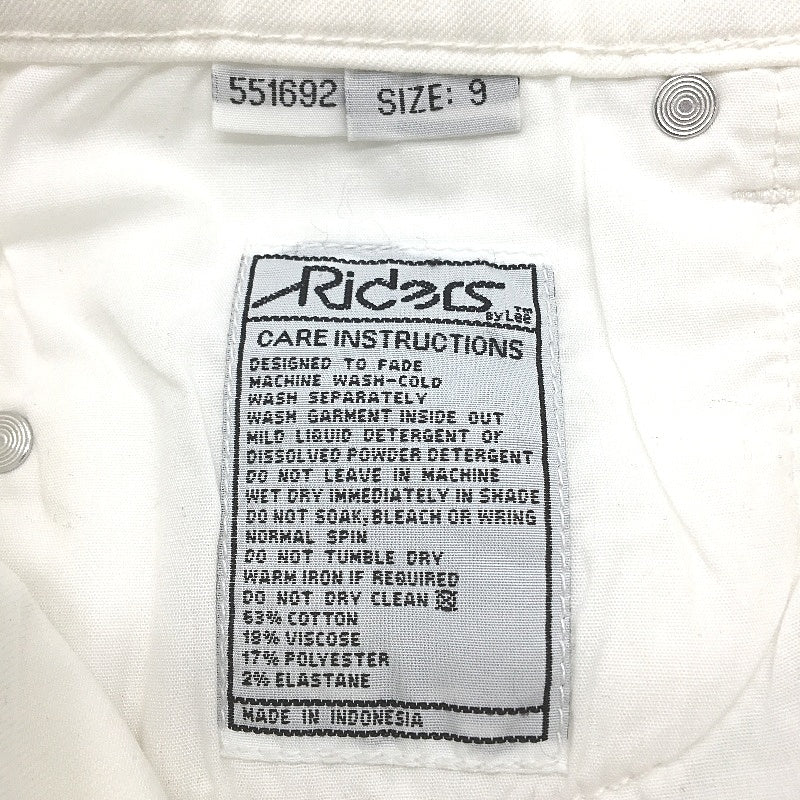 551692
SIZE: 9
Riders
BY Lee™
CARE INSTRUCTIONS
DESIGNED TO FADE
MACHINE WASH-COLD
WASH SEPARATELY
WASH GARMENT INSIDE OUT
MILD LIQUID DETERGENT Or
DISSOLVED POWDER DETERGENT
DO NOT LEAVE IN MACHINE
WET DRY IMMEDIATELY IN SHADE
DO NOT SOAK, BLEACH OR WRING
NORMAL SPIN
DO NOT TUMBLE DRY
WARM IRON IF REQUIRED
DO NOT DRY CLEAN
63% COTTON
18% VISCOSE
17% POLYESTER
2% ELASTANE
MADE IN INDONESIA